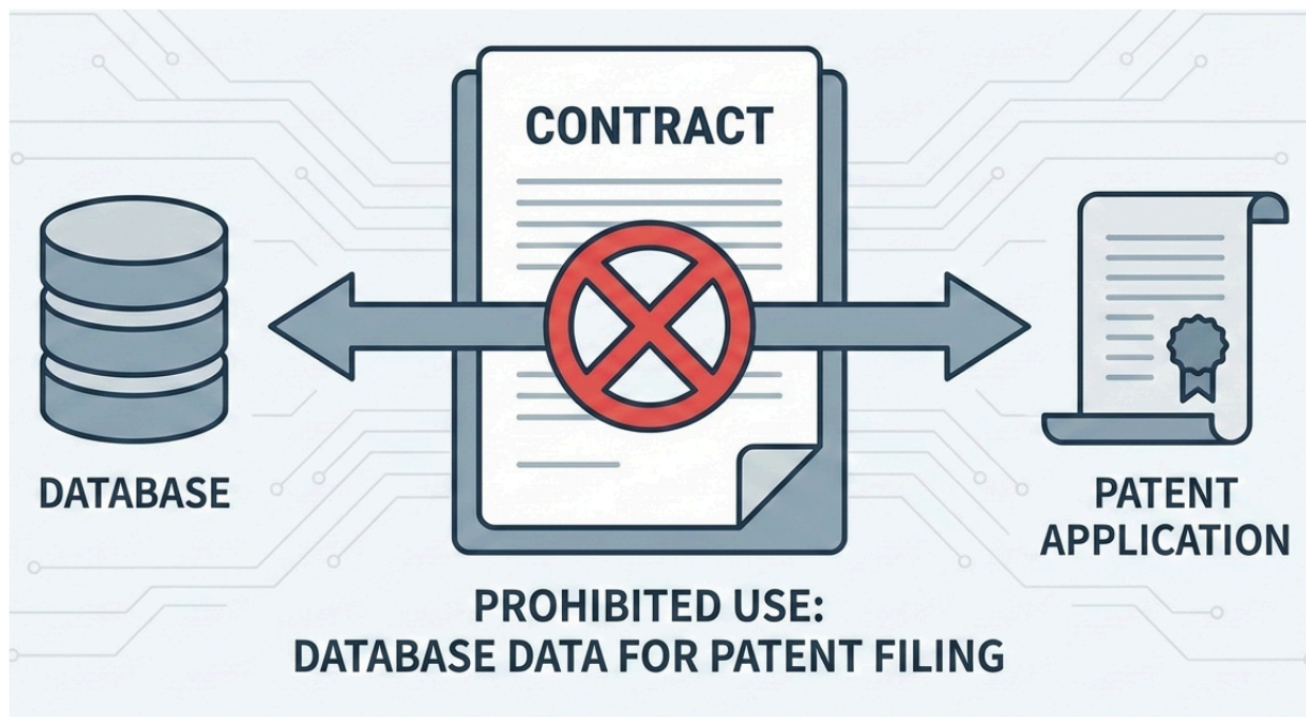 CONTRACT
DATABASE
PATENT
APPLICATION
PROHIBITED USE:
DATABASE DATA FOR PATENT FILING